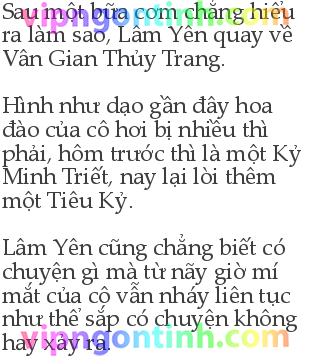 vipngontinh.com
Sau một bữa cơm chẳng hiểu
ra làm sao, Lâm Yên quay về
Vân Gian Thủy Trang.
Hình như dạo gần đây hoa
đào của cô hơi bị nhiều thì
phải, hôm trước thì là một Kỷ
Minh Triết, nay lại lòi thêm
một Tiêu Kỷ.
Lâm Yên cũng chẳng biết có
chuyện gì mà từ nãy giờ mí
mắt của cô vẫn nháy liên tục
như thể sắp có chuyện không
hay xảy ra.
vipngontinh.com